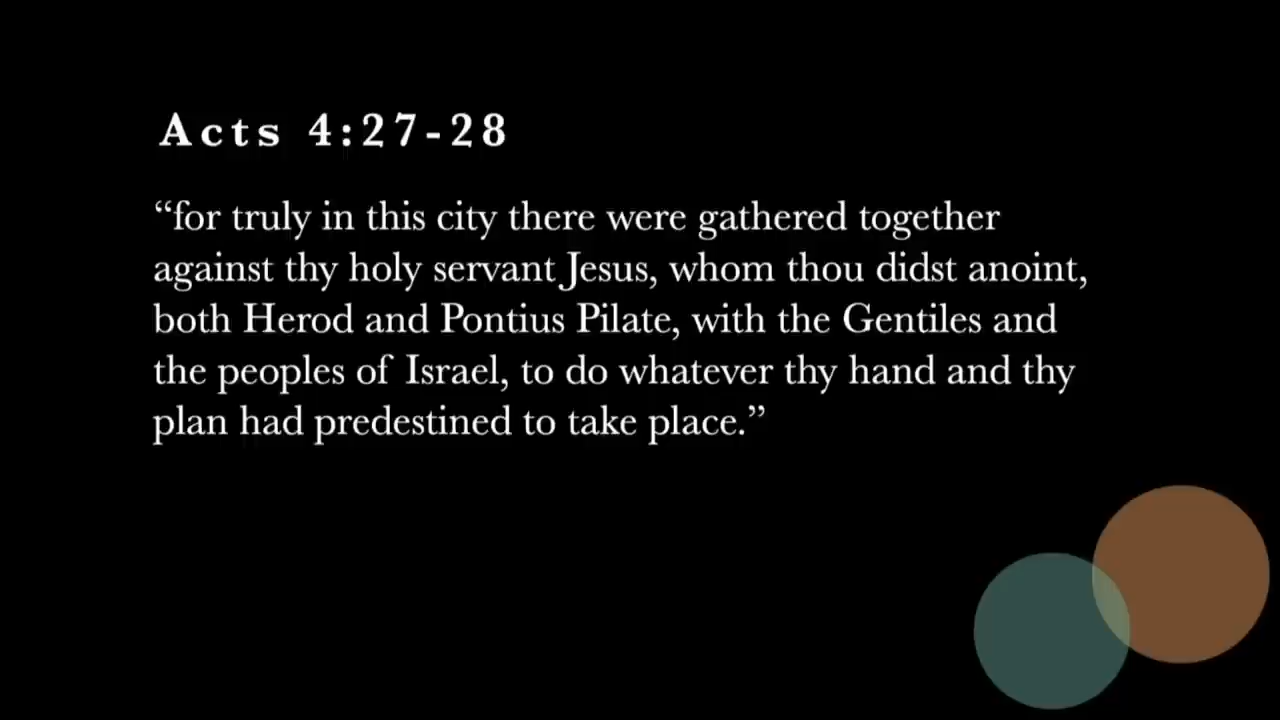 Acts 4:27-28
“for truly in this city there were gathered together
against thy holy servant Jesus, whom thou didst anoint,
both Herod and Pontius Pilate, with the Gentiles and
the peoples of Israel, to do whatever thy hand and thy
plan had predestined to take place.”